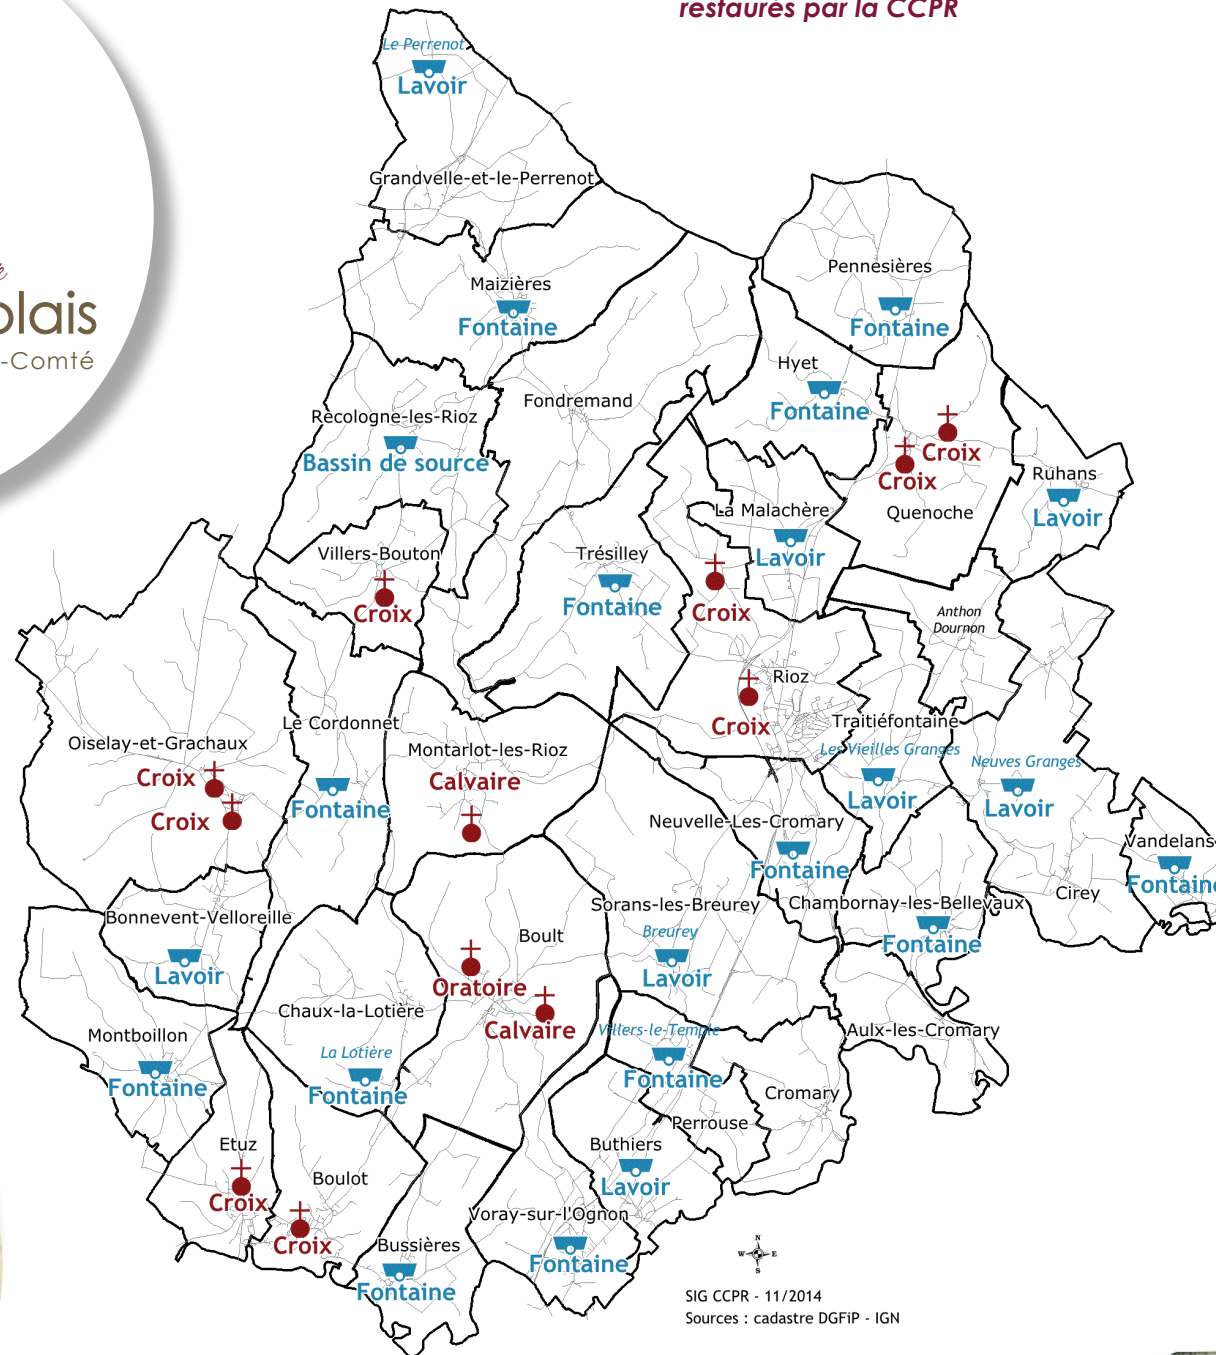 restaurés par la CCPR
Le Perrenot
Lavoir
Grandvelle-et-le-Perrenot
Pennesières
Fontaine
Maizières
Fontaine
olais
-Comté
Hyet
Fontaine
Fondremand
Recologne-les-Rioz
Bassin de source
Croix
Croix
Quenoche
Ruhans
Lavoir
La Malachère
Lavoir
Villers-Bouton
Croix
Trésilley
Fontaine
Croix
Anthon
Dournon
Rioz
Croix
Traitiéfontaine
Les Vieilles Granges
Lavoir
Neuves Granges
Lavoir
Le Cordonnet
Fontaine
Oiselay-et-Grachaux
Croix
Croix
Montarlot-les-Rioz
Calvaire
Neuvelle-Les-Cromary
Fontaine
Vandelans
Fontaine
Cirey
Chambornay-les-Bellevaux
Fontaine
Sorans-les-Breurey
Breurey
Lavoir
Bonnevent-Velloreille
Lavoir
Boult
Oratoire
Calvaire
Chaux-la-Lotière
La Lotière
Fontaine
Montboillon
Fontaine
Villers-le-Temple
Fontaine
Aulx-les-Cromary
Cromary
Perrouse
Buthiers
Lavoir
Etuz
Croix
Boulot
Croix
Voray-sur-l'Ognon
Fontaine
Bussières
Fontaine
N
W E
S
SIG CCPR - 11/2014
Sources : cadastre DGFiP - IGN